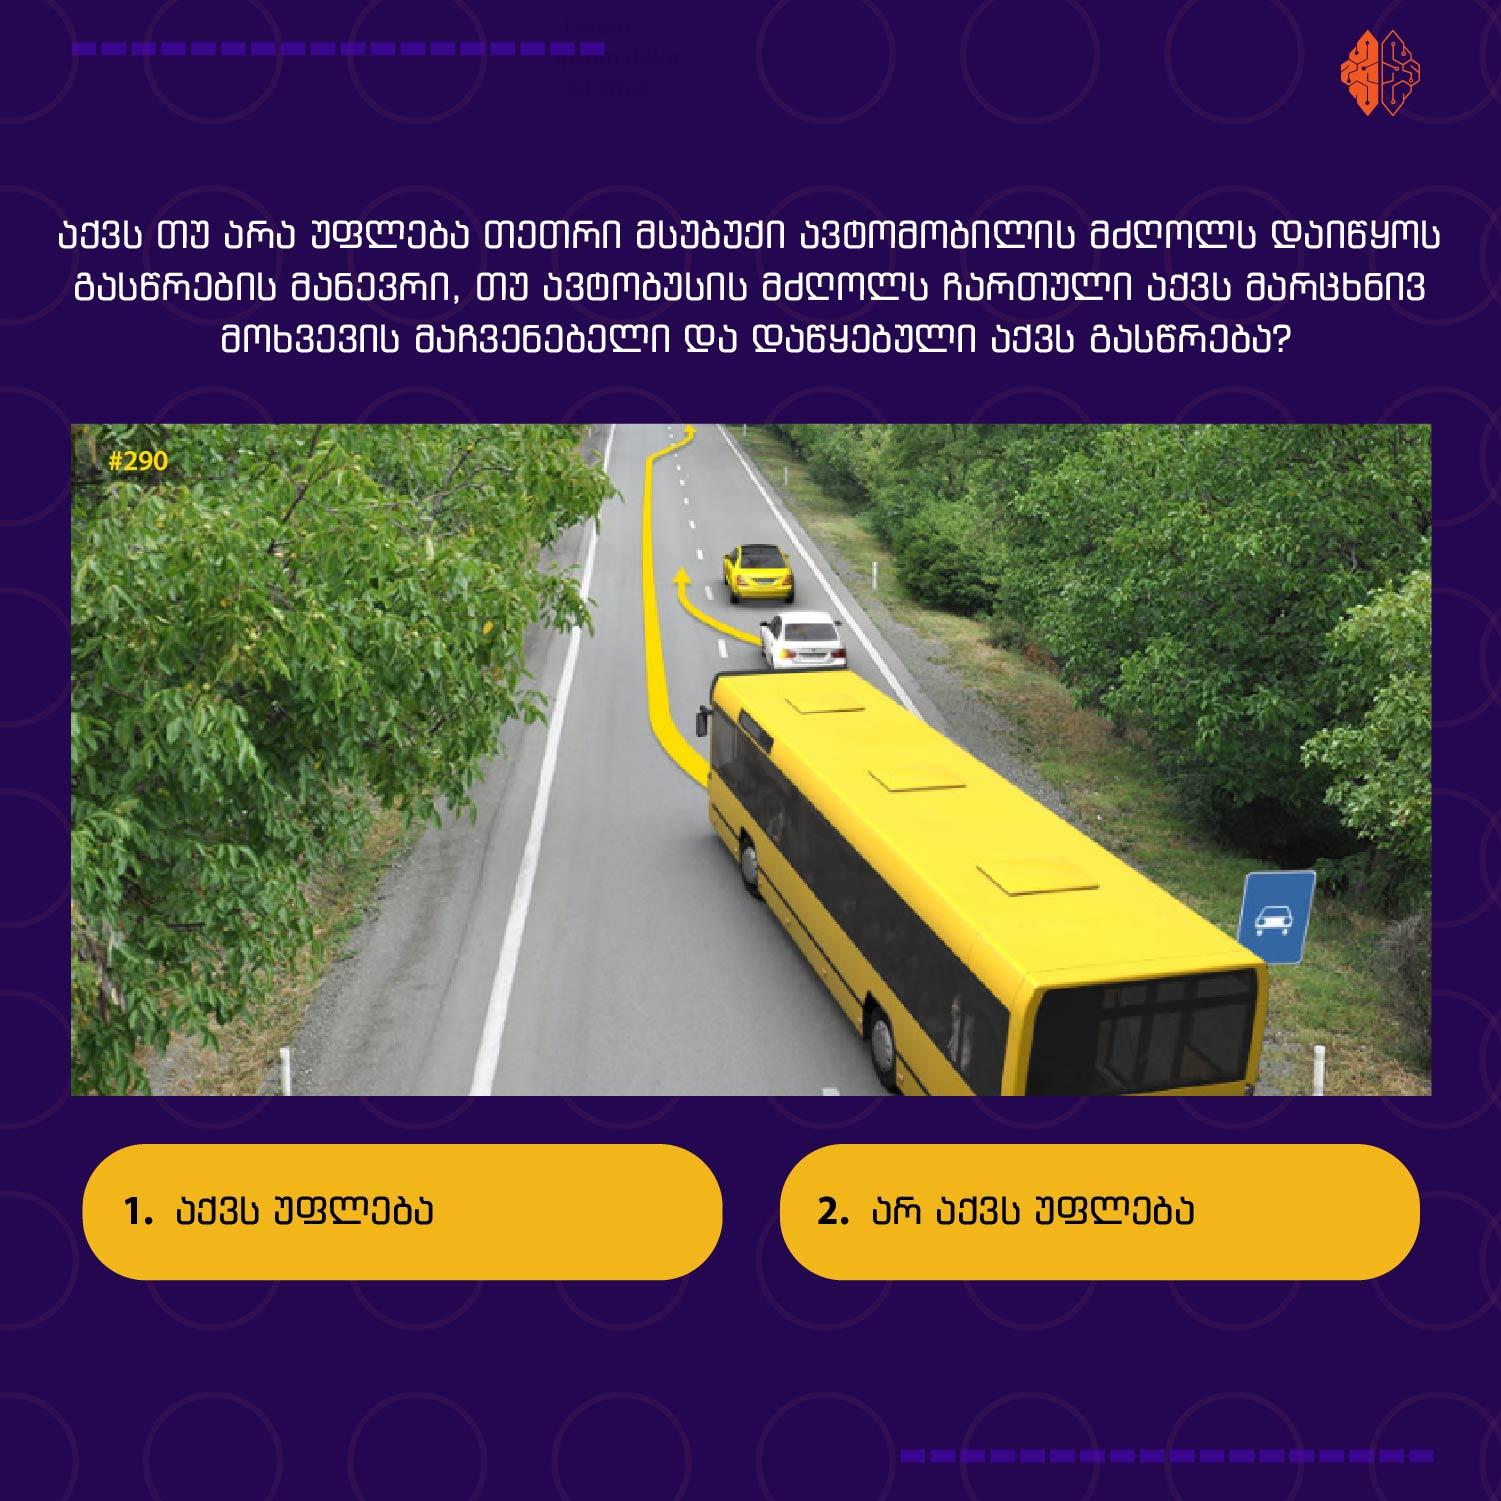 აქვს თუ არა უფლება თეთრი მსუბუქი ავტომობილის მძღოლს დაიწყოს
გასწრების მანევრი, თუ ავტობუსის მძღოლს ჩართული აქვს მარცხნივ
მოხვევის მაჩვენებელი და დაწყებული აქვს გასწრება?
#290
1. აქვს უფლება
2. არ აქვს უფლება